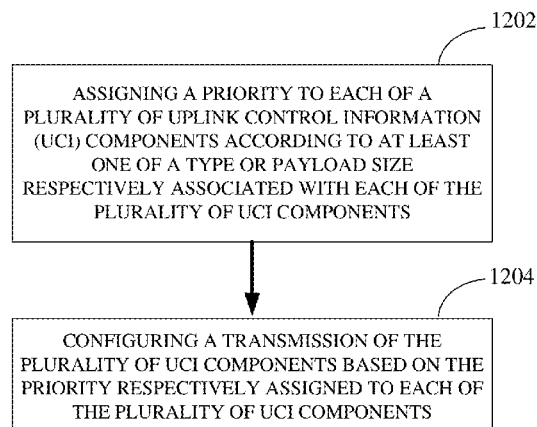 1202
ASSIGNING A PRIORITY TO EACH OF A
PLURALITY OF UPLINK CONTROL INFORMATION
(UCI) COMPONENTS ACCORDING TO AT LEAST
ONE OF A TYPE OR PAYLOAD SIZE
RESPECTIVELY ASSOCIATED WITH EACH OF THE
PLURALITY OF UCI COMPONENTS
1204
CONFIGURING A TRANSMISSION OF THE
PLURALITY OF UCI COMPONENTS BASED ON THE
PRIORITY RESPECTIVELY ASSIGNED TO EACH OF
THE PLURALITY OF UCI COMPONENTS